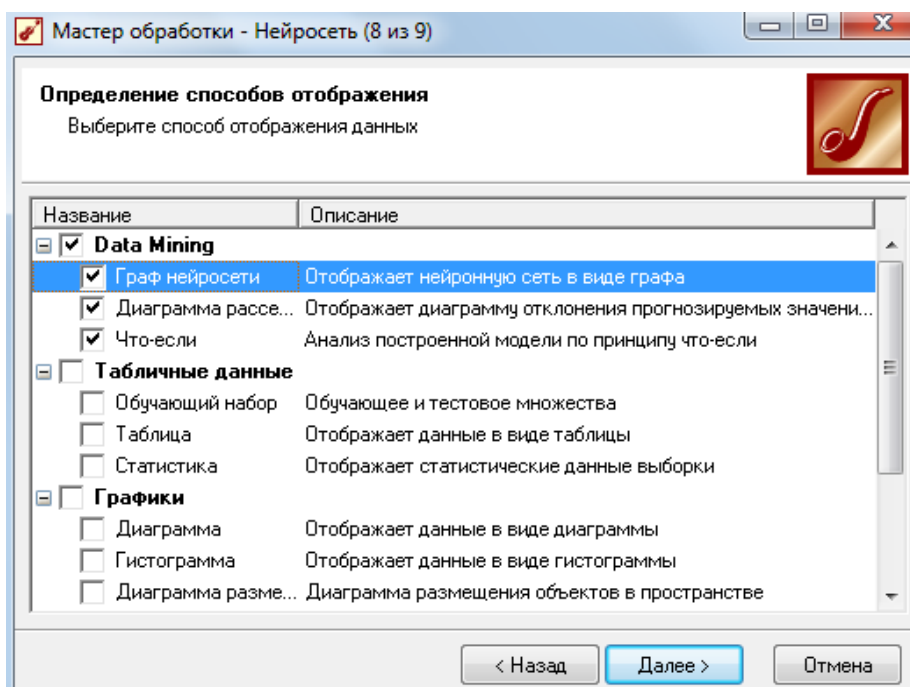 Мастер обработки - Нейросеть (8 из 9)
Определение способов отображения
Выберите способ отображения данных
Название Описание
Data Mining
Граф нейросети Отображает нейронную сеть в виде графа
Диаграмма рассе... Отображает диаграмму отклонения прогнозируемых значени...
Что-если Анализ построенной модели по принципу что-если
Табличные данные
Обучающий набор Обучающее и тестовое множества
Таблица Отображает данные в виде таблицы
Статистика Отображает статистические данные выборки
Графики
Диаграмма Отображает данные в виде диаграммы
Гистограмма Отображает данные в виде гистограммы
Диаграмма разме... Диаграмма размещения объектов в пространстве
< Назад Далее > Отмена